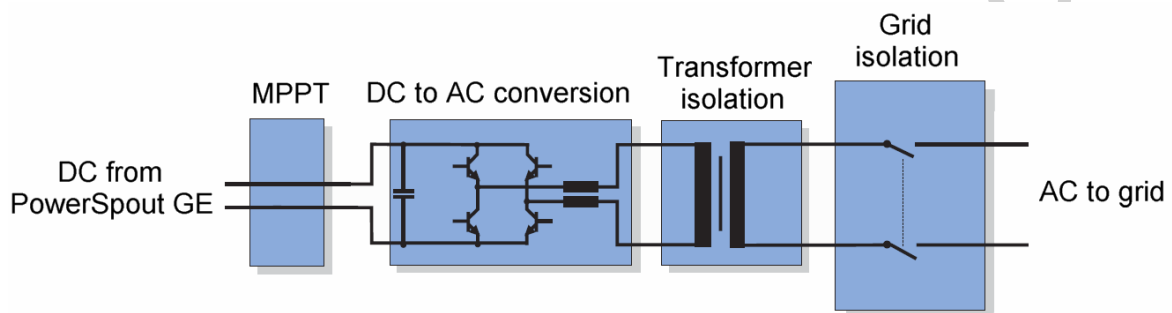 Grid
isolation
Transformer
isolation
MPPT
DC to AC conversion
DC from
PowerSpout GE
AC to grid